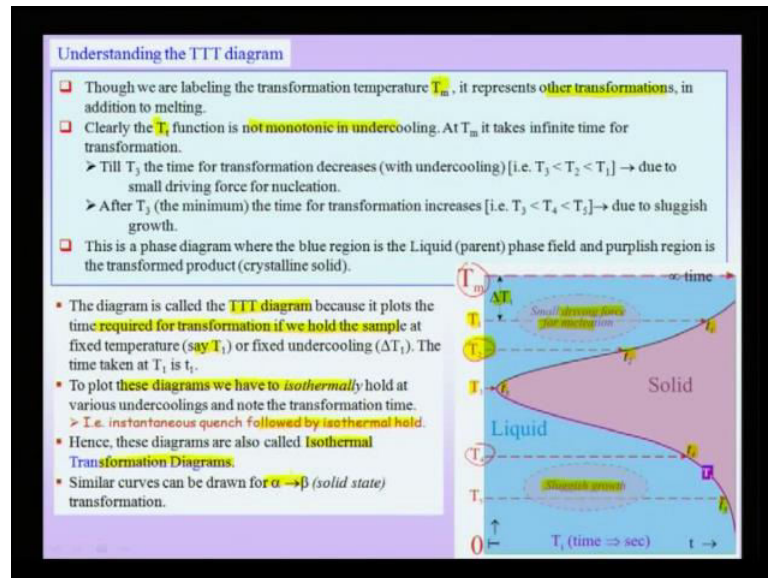 Understanding the TTT diagram
❑ Though we are labeling the transformation temperature Tm , it represents other transformations, in
addition to melting.
❑ Clearly the Tt function is not monotonic in undercooling. At Tm it takes infinite time for
transformation.
➤ Till T3 the time for transformation decreases (with undercooling) [i.e. T3 < T2 < T1] → due to
small driving force for nucleation.
➤ After T3 (the minimum) the time for transformation increases [i.e. T3 < T4 < T5]→ due to sluggish
growth.
❑ This is a phase diagram where the blue region is the Liquid (parent) phase field and purplish region is
the transformed product (crystalline solid).
▪ The diagram is called the TTT diagram because it plots the
time required for transformation if we hold the sample at
fixed temperature (say T1) or fixed undercooling (ΔT1). The
time taken at T1 is t1.
▪ To plot these diagrams we have to isothermally hold at
various undercoolings and note the transformation time.
➤ I.e. instantaneous quench followed by isothermal hold.
▪ Hence, these diagrams are also called Isothermal
Transformation Diagrams.
▪ Similar curves can be drawn for α →β (solid state)
transformation.
Tm
∞ time
ΔT1
T1
Small driving force
for nucleation
T2
t2
T3
Solid
Liquid
T4
t4
T5
Sluggish growth
t5
0
T →
Tt (time ⇒ sec)
t →